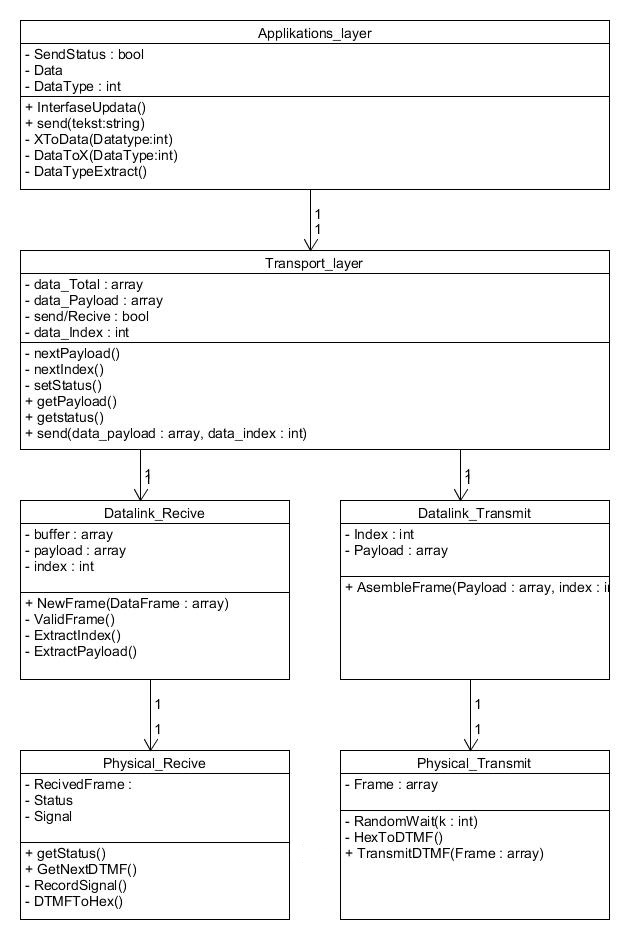 Applikations_layer
- SendStatus : bool
- Data
- DataType : int
+ InterfaseUpdata()
+ send(tekst:string)
- XToData(Datatype:int)
- DataToX(DataType:int)
- DataTypeExtract()
1
1
Transport_layer
- data_Total : array
- data_Payload : array
- send/Recive : bool
- data_Index : int
- nextPayload()
- nextIndex()
- setStatus()
+ getPayload()
+ getstatus()
+ send(data_payload : array, data_index : int)
1
1
1
1
Datalink_Recive
- buffer : array
- payload : array
- index : int
+ NewFrame(DataFrame : array)
- ValidFrame()
- ExtractIndex()
- ExtractPayload()
Datalink_Transmit
- Index : int
- Payload : array
+ AsembleFrame(Payload : array, index : i
1
1
1
1
Physical_Recive
- RecivedFrame :
- Status
- Signal
+ getStatus()
+ GetNextDTMF()
- RecordSignal()
- DTMFToHex()
Physical_Transmit
- Frame : array
- RandomWait(k : int)
- HexToDTMF()
+ TransmitDTMF(Frame : array)